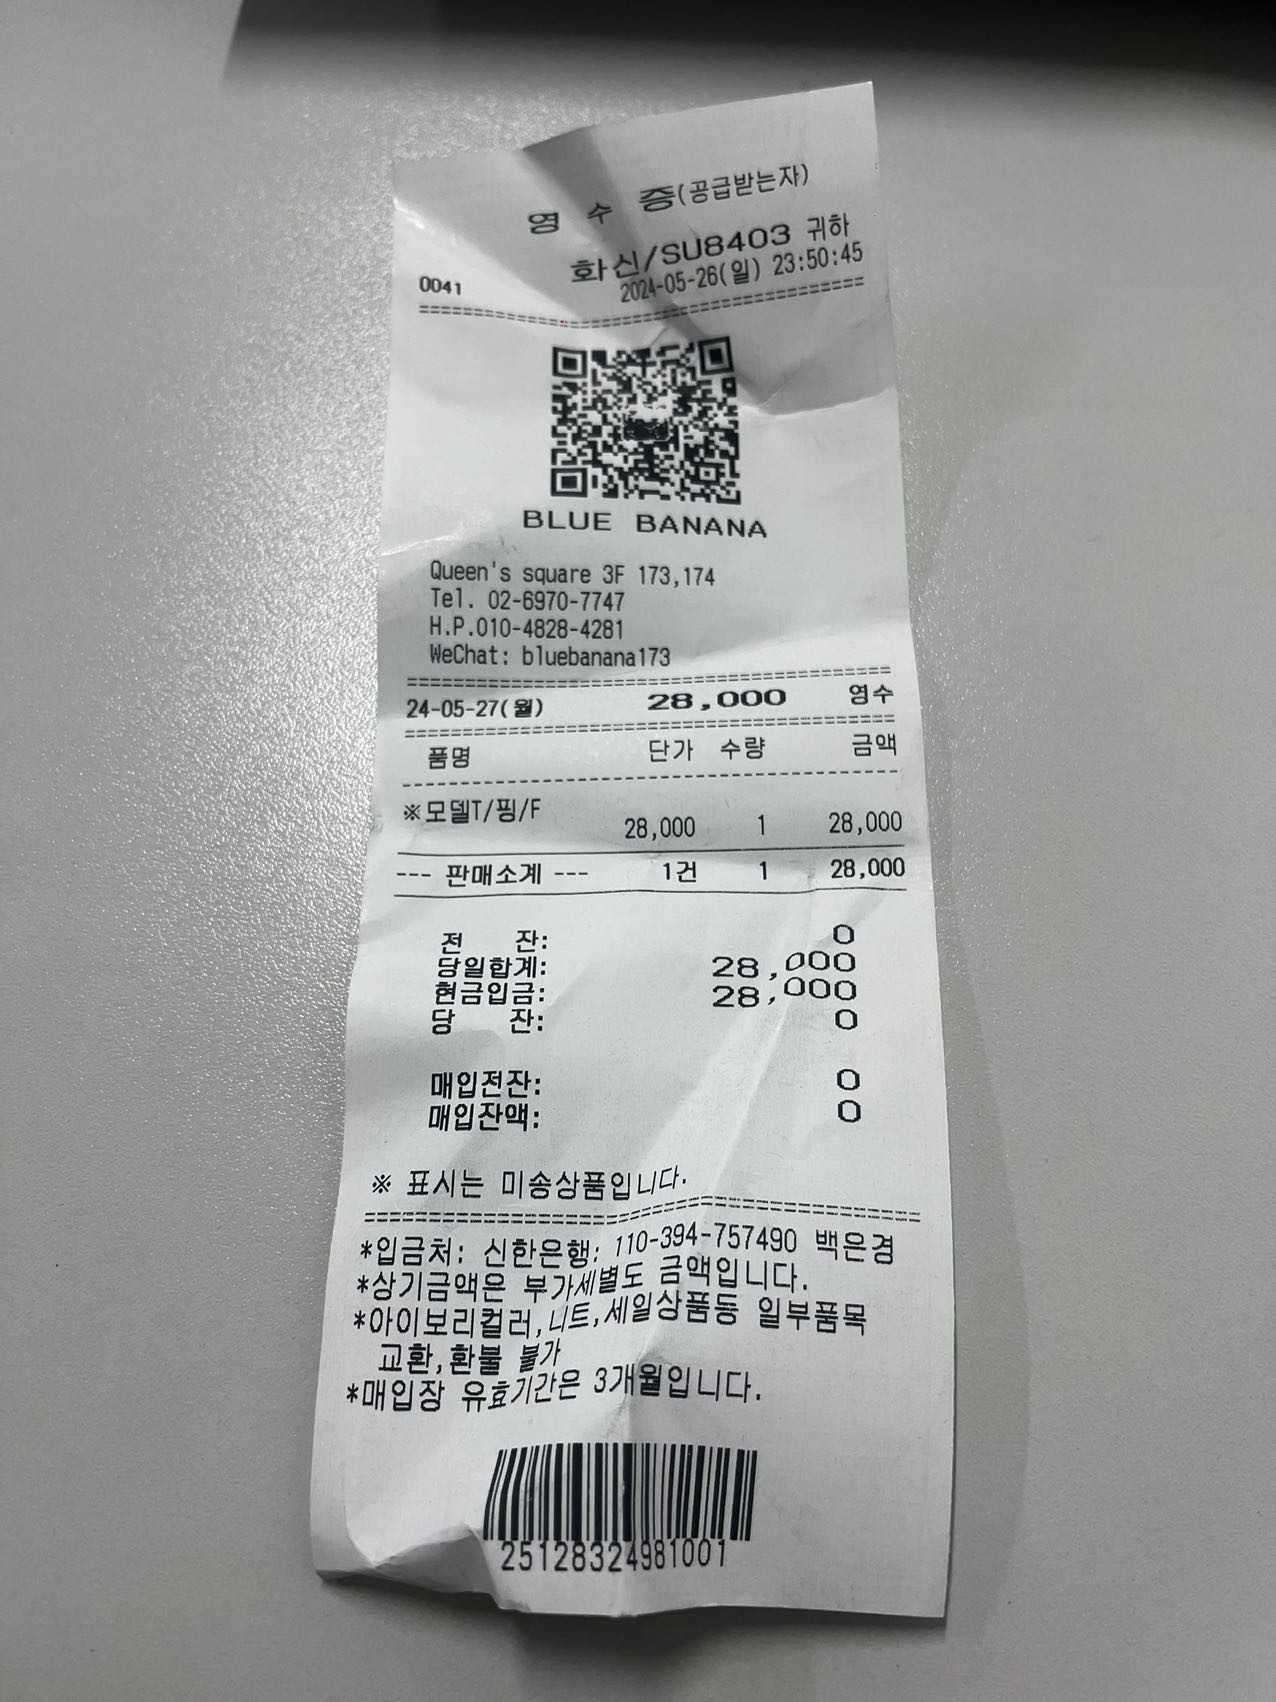 영 수 증(공급받는자)
화신/SU8403 귀하
0041 2024-05-26(일) 23:50:45
BLUE BANANA
Queen's square 3F 173,174
Tel. 02-6970-7747
H.P.010-4828-4281
WeChat: bluebanana173
24-05-27(월) 28,000 영수
품명 단가 수량 금액
※모델T/핑/F
28,000 1 28,000
--- 판매소계 --- 1건 1 28,000
전 잔: 0
당일합계: 28,000
현금입금: 28,000
당 잔: 0
매입전잔: 0
매입잔액: 0
※ 표시는 미송상품입니다.
*입금처: 신한은행: 110-394-757490 백은경
*상기금액은 부가세별도 금액입니다.
*아이보리컬러,니트,세일상품등 일부품목
교환,환불 불가
*매입장 유효기간은 3개월입니다.
25128324981001